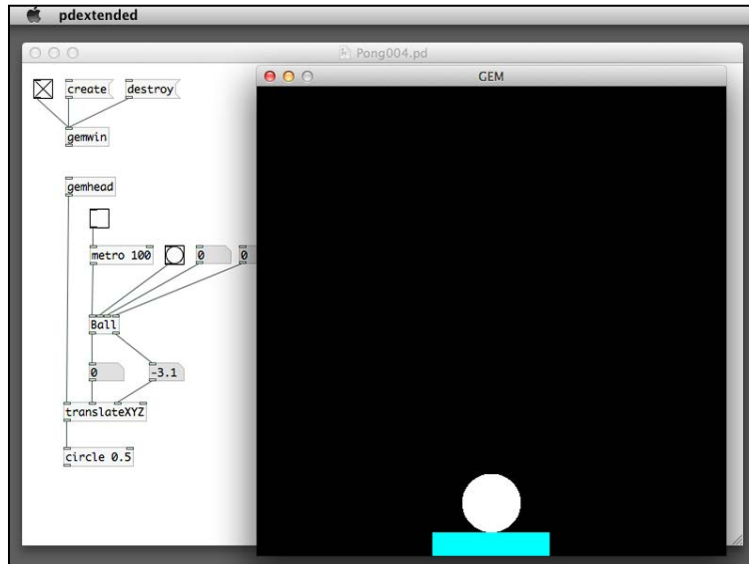 pdextended
Pong004.pd
GEM
create destroy
gemwin
gemhead
metro 100 0 0
Ball
0 -3.1
translateXYZ
circle 0.5